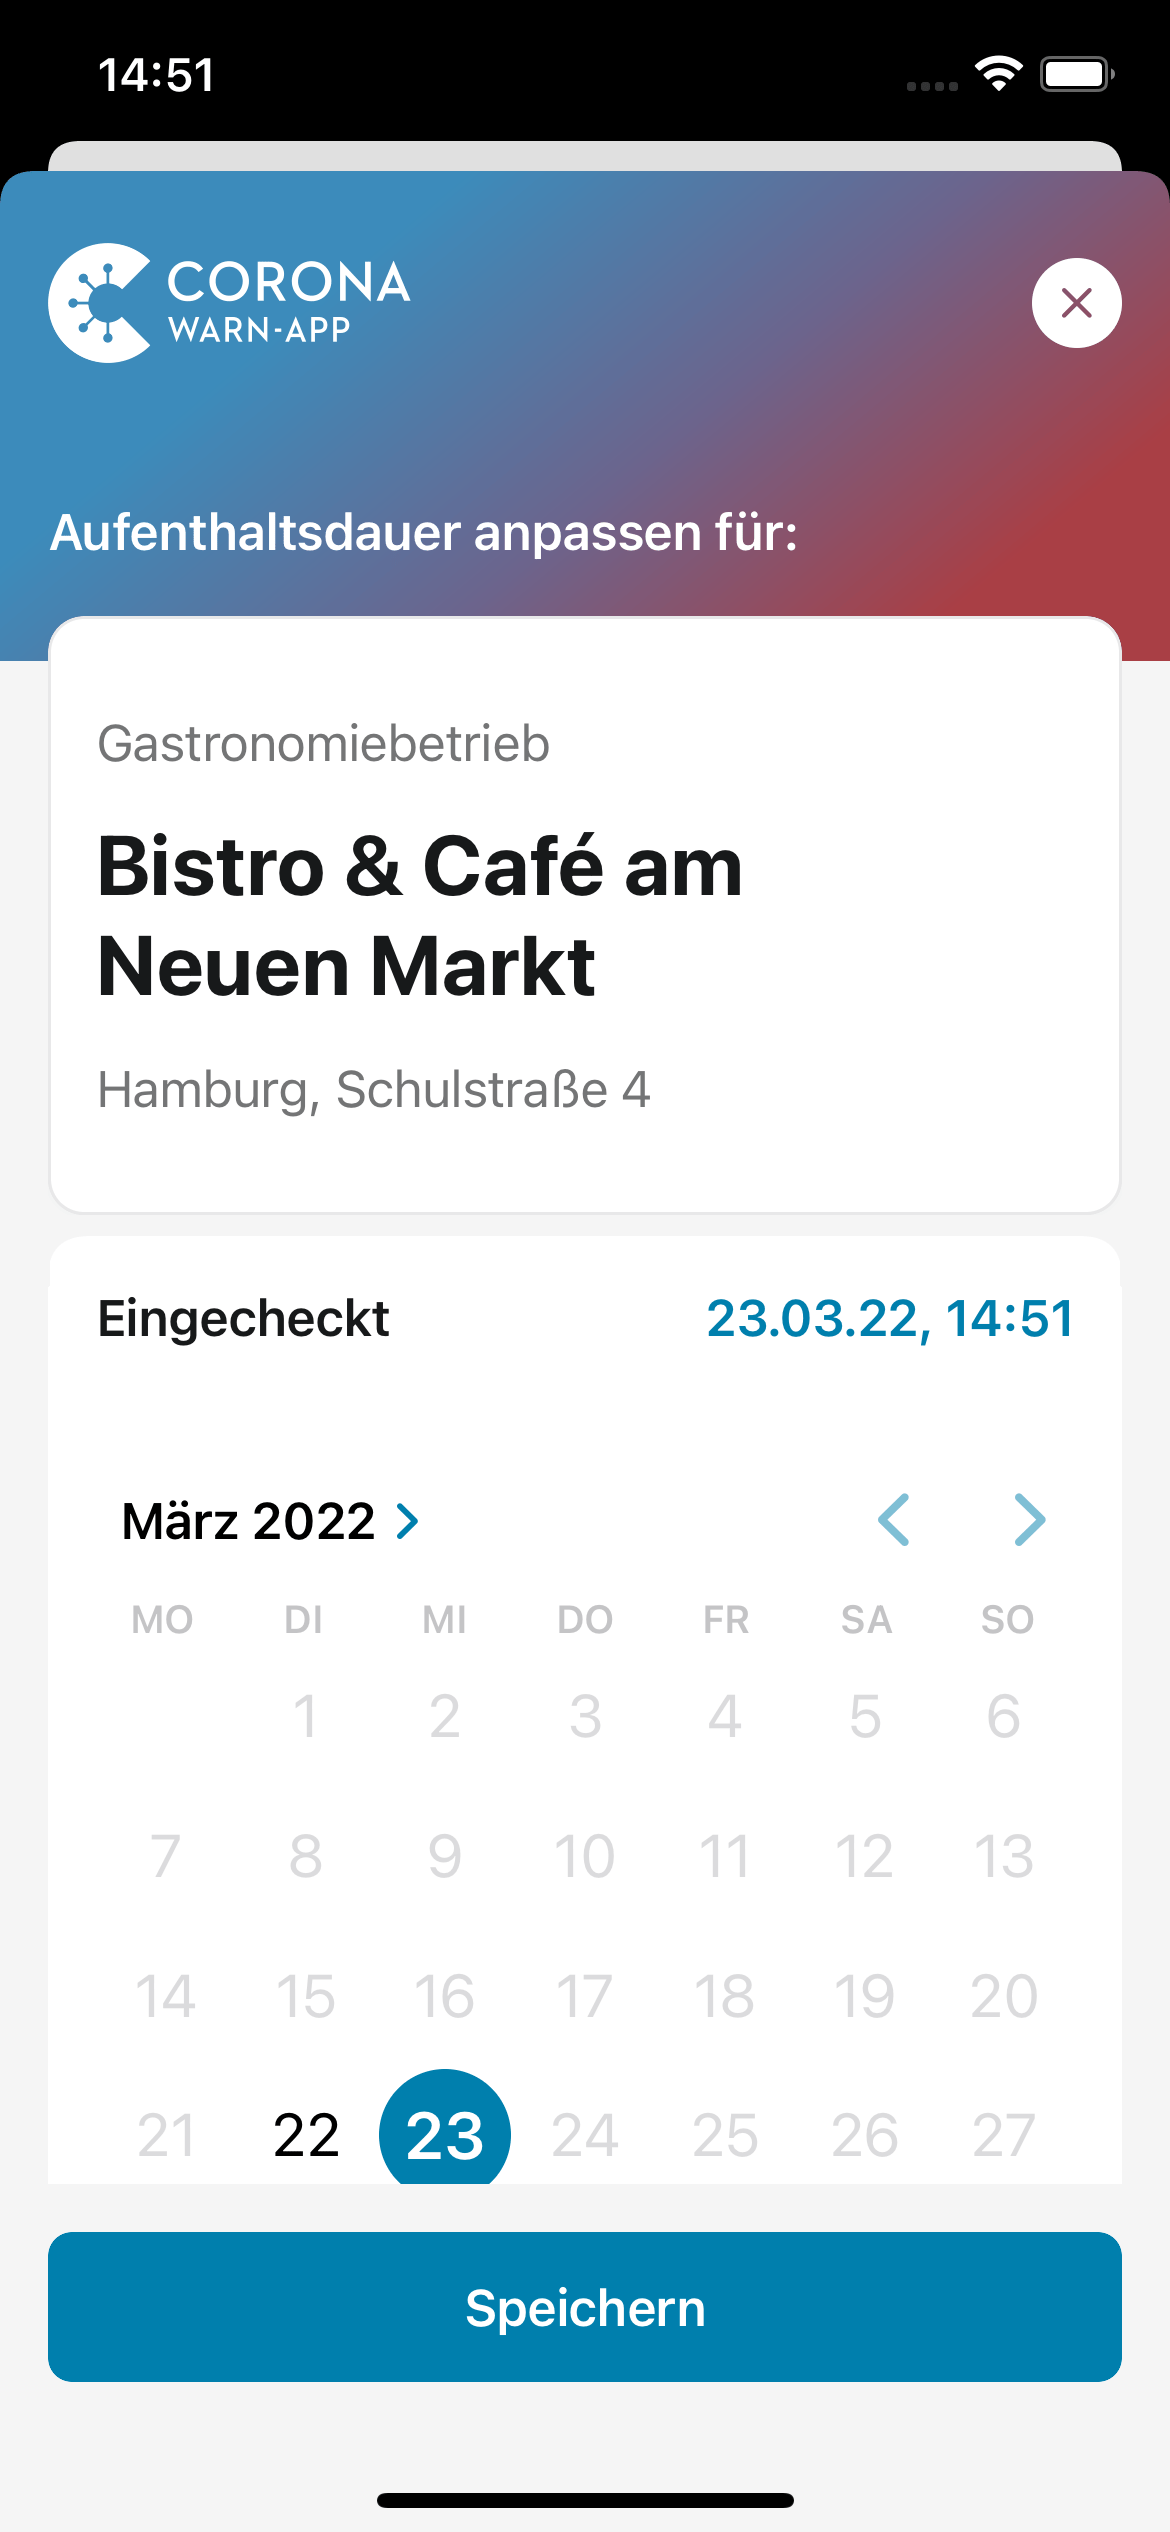 14:51
CORONA
WARN-APP
Aufenthaltsdauer anpassen für:
Gastronomiebetrieb
Bistro & Café am
Neuen Markt
Hamburg, Schulstraße 4
Eingecheckt 23.03.22, 14:51
März 2022
MO DI MI DO FR SA SO
1 2 3 4 5 6
7 8 9 10 11 12 13
14 15 16 17 18 19 20
21 22 23 24 25 26 27
Speichern